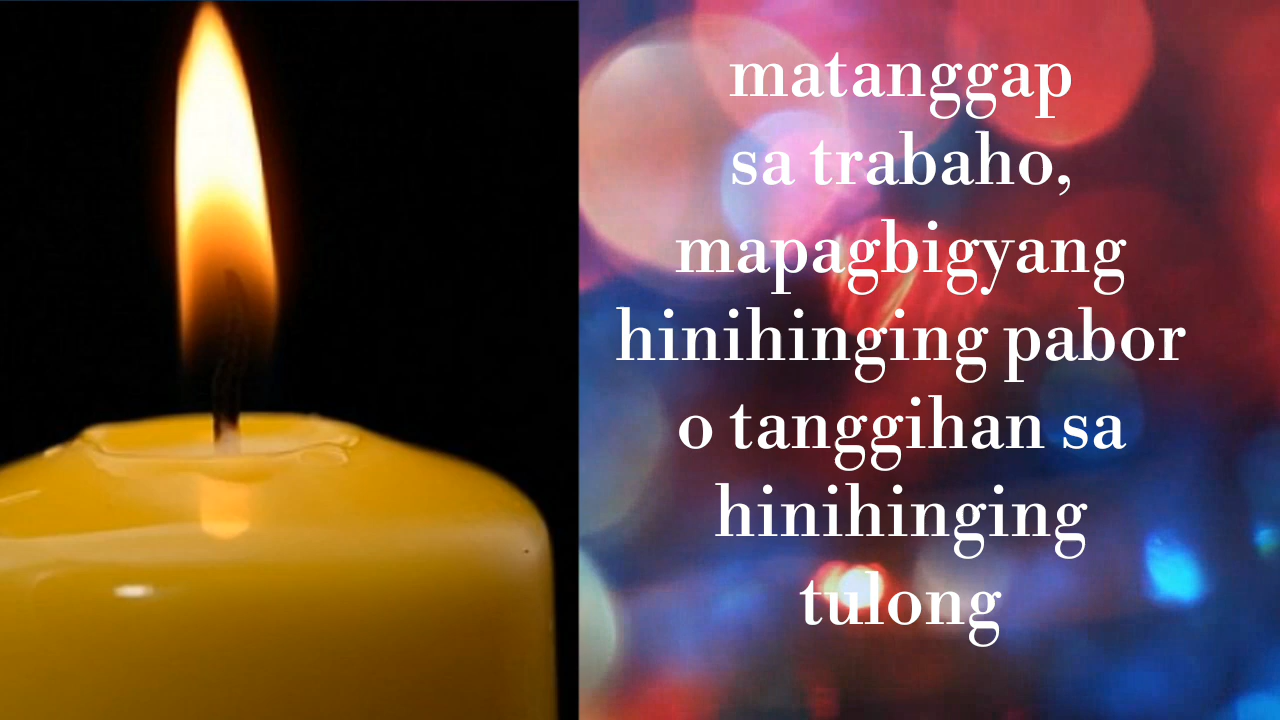 matanggap
sa trabaho,
mapagbigyang
hinihinging pabor
o tanggihan sa
hinihinging
tulong